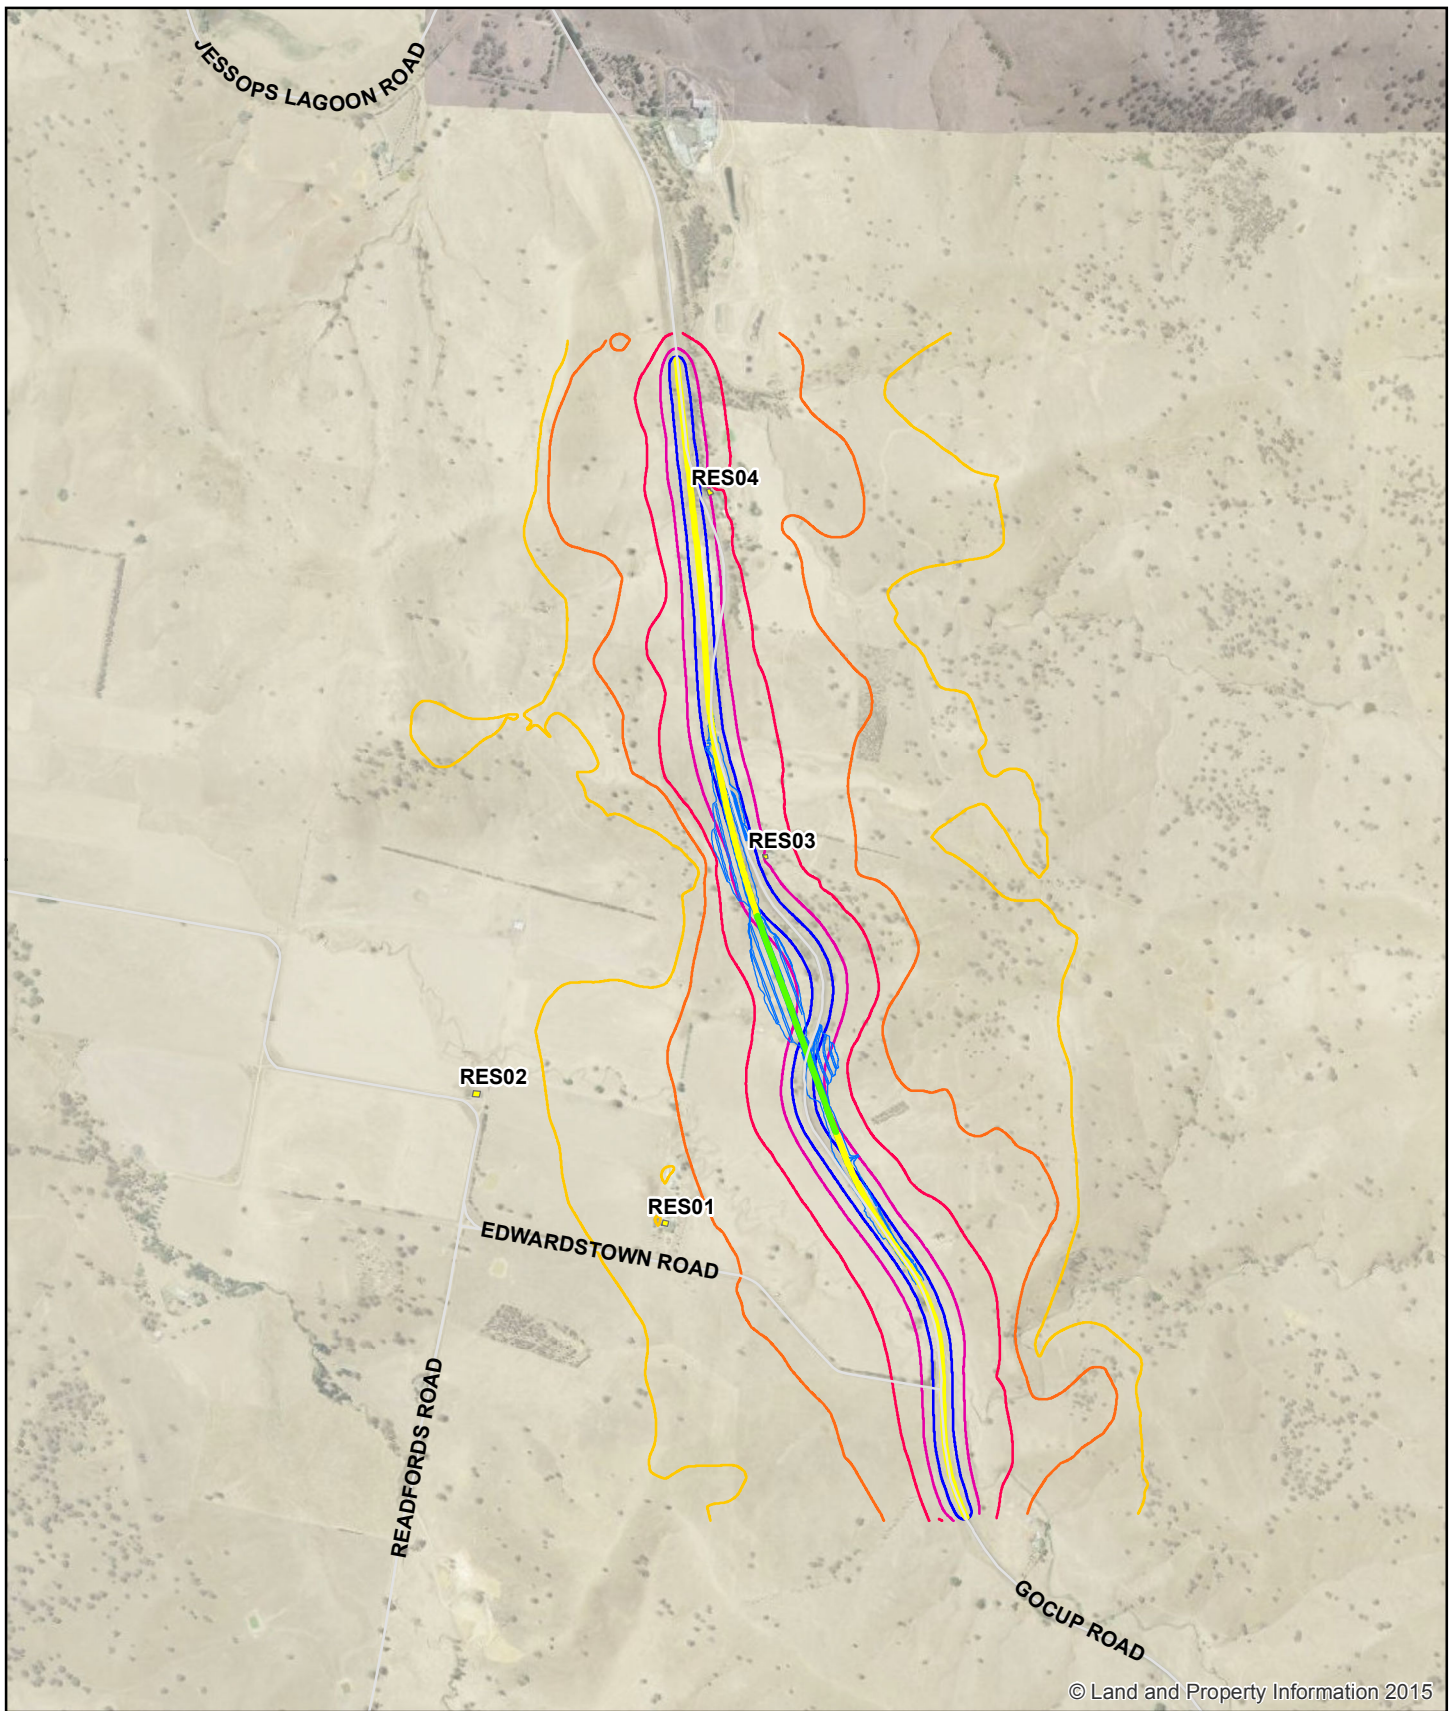 JESSOPS LAGOON ROAD
RES04
RES03
RES02
RES01
EDWARDSTOWN ROAD
READFORDS ROAD
GOCUP ROAD
© Land and Property Information 2015